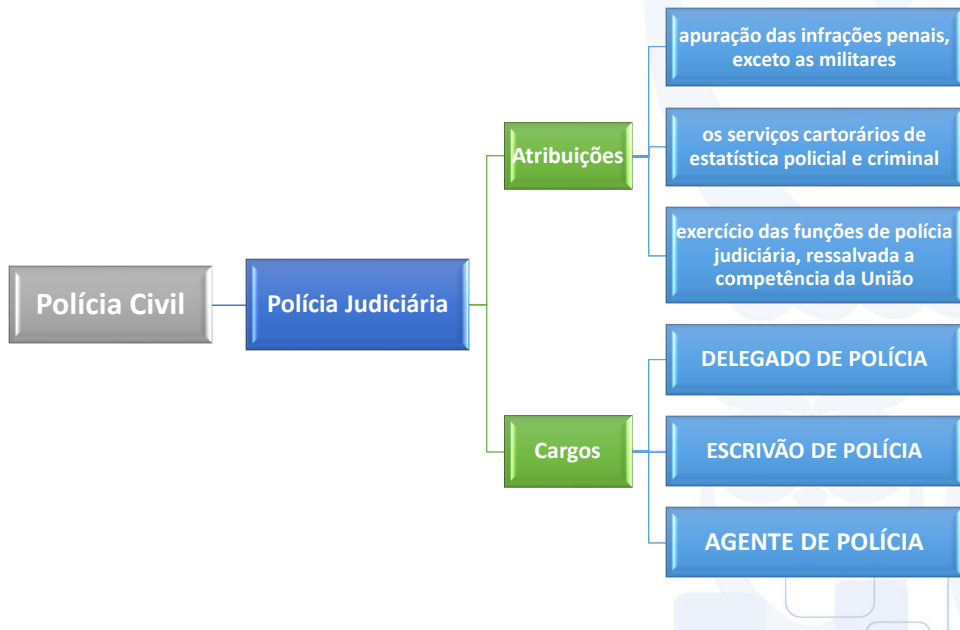 Polícia Civil
Polícia Judiciária
Atribuições
apuração das infrações penais,
exceto as militares
os serviços cartorários de
estatística policial e criminal
exercício das funções de polícia
judiciária, ressalvada a
competência da União
Cargos
DELEGADO DE POLÍCIA
ESCRIVÃO DE POLÍCIA
AGENTE DE POLÍCIA